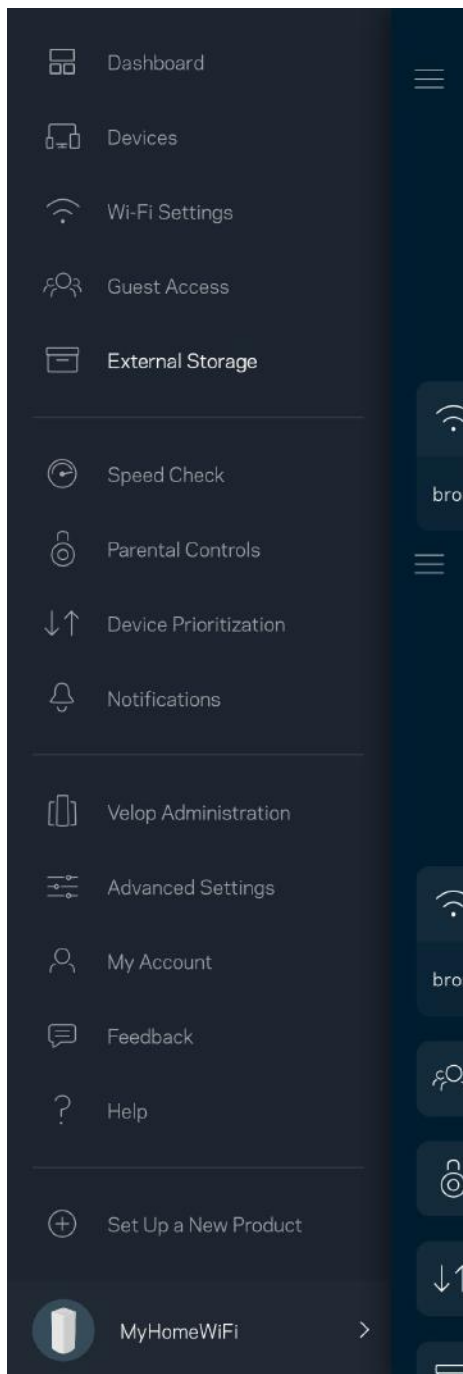 Dashboard
Devices
Wi-Fi Settings
Guest Access
External Storage
bro
Speed Check
Parental Controls
Device Prioritization
Notifications
Velop Administration
Advanced Settings
My Account
bro
Feedback
Help
Set Up a New Product
MyHomeWiFi